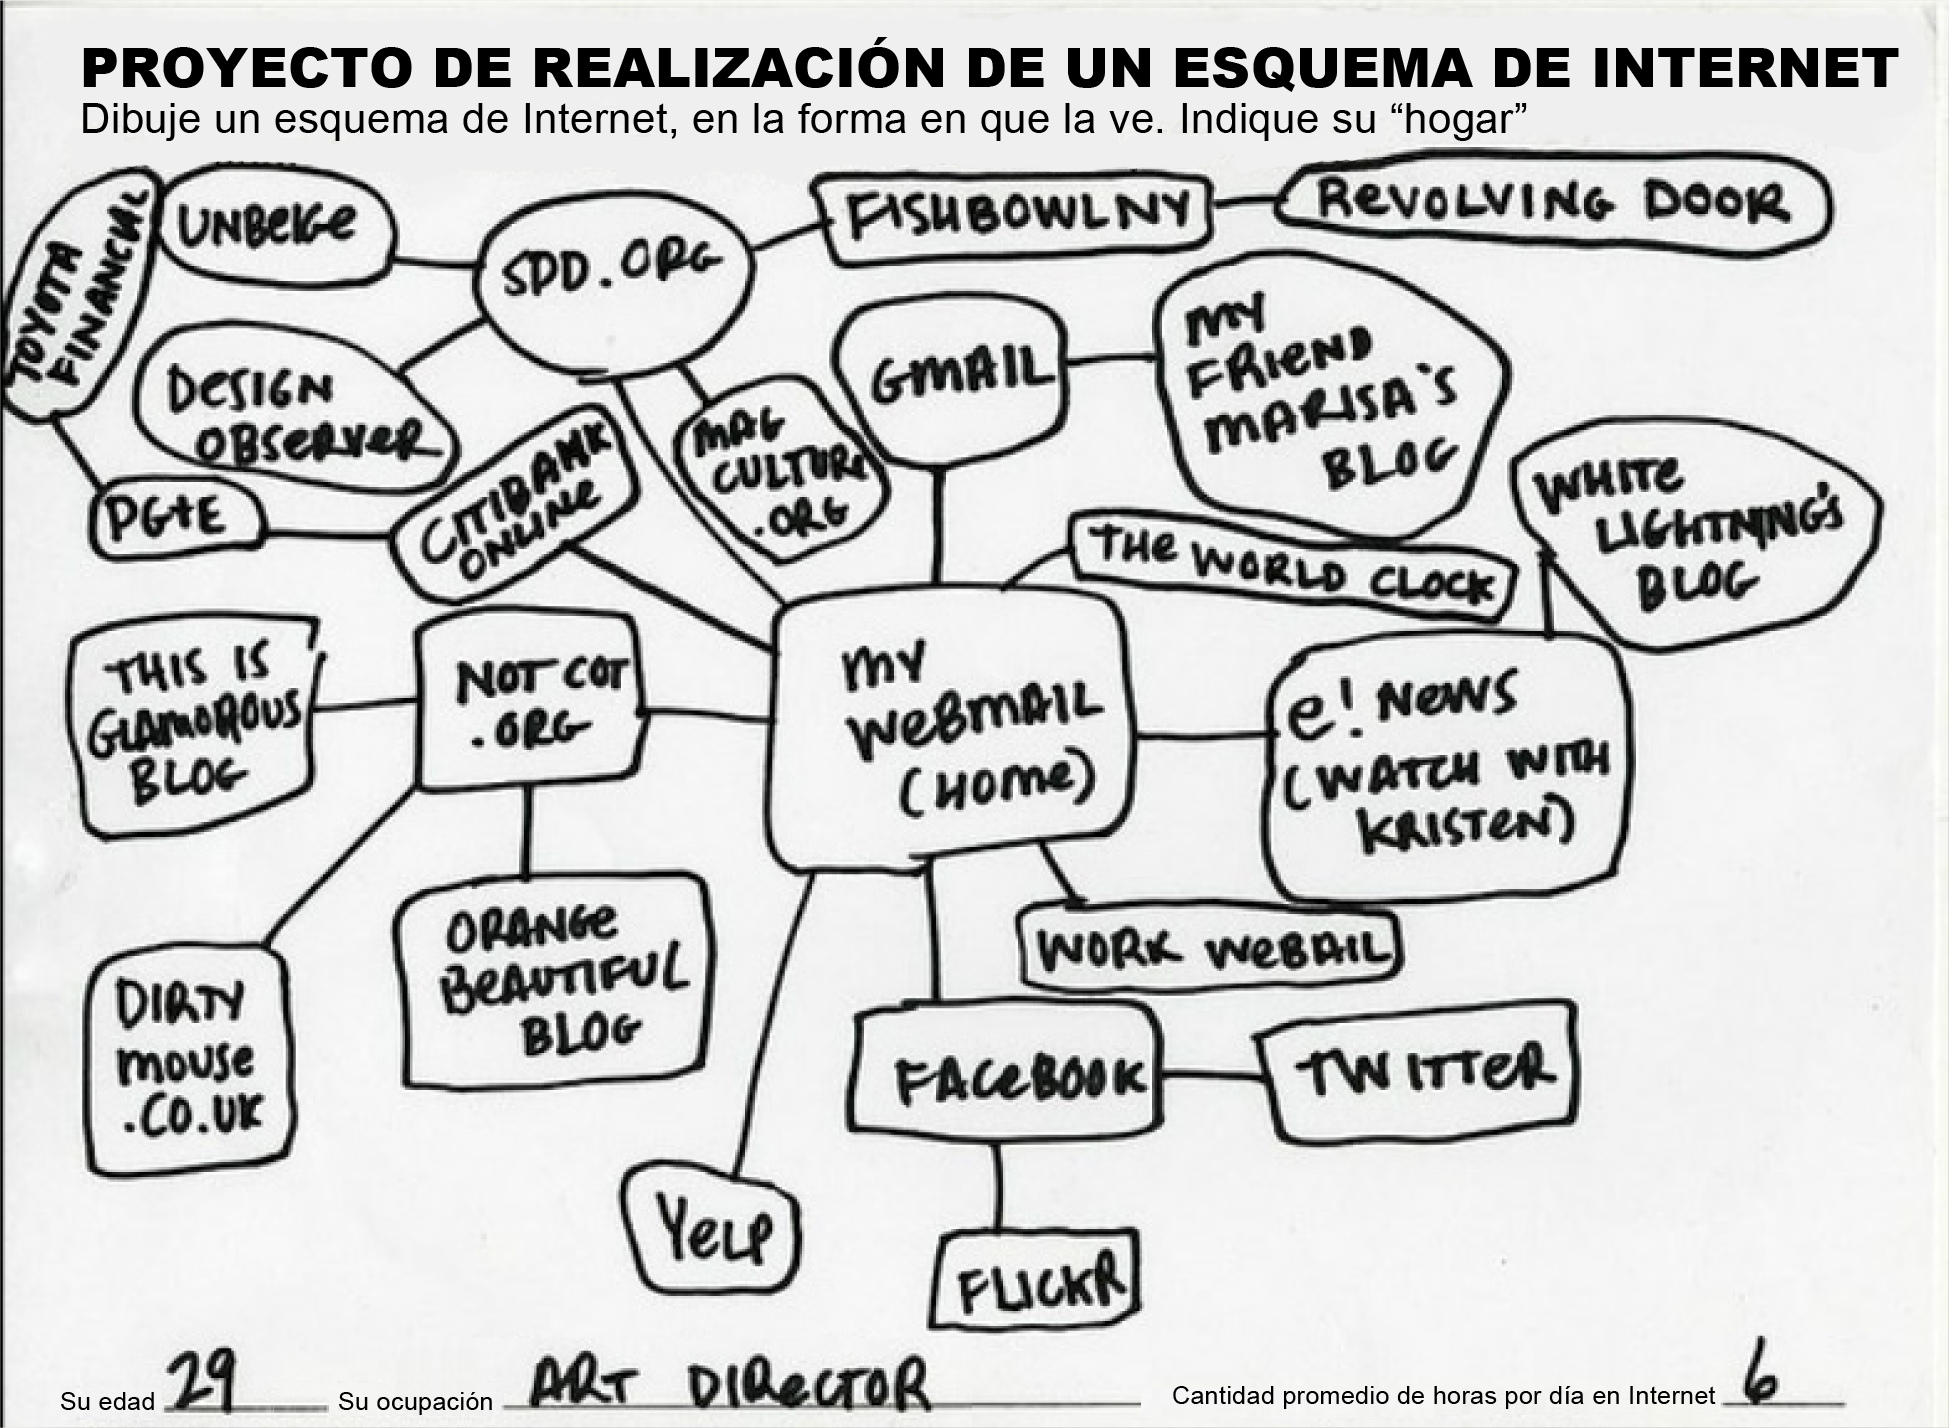 PROYECTO DE REALIZACIÓN DE UN ESQUEMA DE INTERNET
Dibuje un esquema de Internet, en la forma en que la ve. Indique su “hogar”
TOYOTA
FINANCIAL
UNBEIGE
SPD.ORG
FISHBOWLNY
REVOLVING DOOR
DESIGN
OBSERVER
GMAIL
MY
FRIEND
MARISA'S
BLOG
PG+E
CITIBANK
ONLINE
MAG
CULTURE
.ORG
WHITE
LIGHTNING'S
BLOG
THE WORLD CLOCK
THIS IS
GLAMOROUS
BLOG
NOT COT
.ORG
MY
WEBMAIL
(HOME)
e! NEWS
(WATCH WITH
KRISTEN)
ORANGE
BEAUTIFUL
BLOG
WORK WEBAIL
DIRTY
MOUSE
.CO.UK
FACEBOOK
TWITTER
YELP
FLICKR
Su edad 29 Su ocupación ART DIRECTOR Cantidad promedio de horas por día en Internet 6